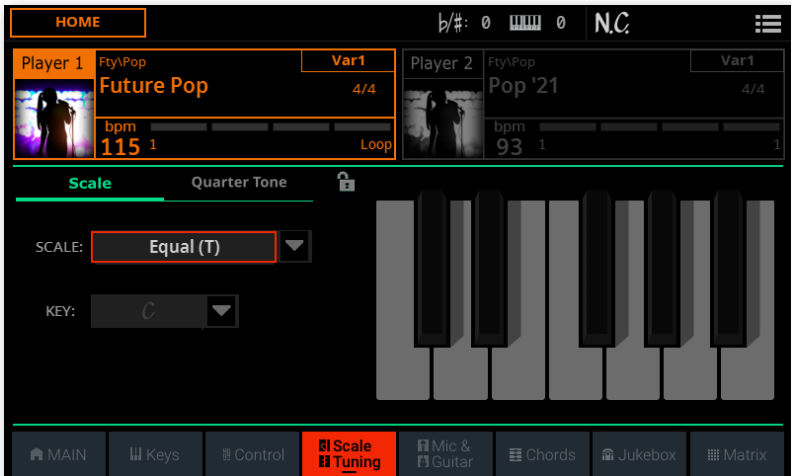 HOME
b/#: 0 0 N.C.
Player 1 Fty\Pop Var1
Future Pop 4/4
bpm
115 1 Loop
Player 2 Fty\Pop Var1
Pop '21 4/4
bpm
93 1 1
Scale Quarter Tone
SCALE: Equal (T)
KEY: C
MAIN Keys Control Scale Tuning Mic & Guitar Chords Jukebox Matrix